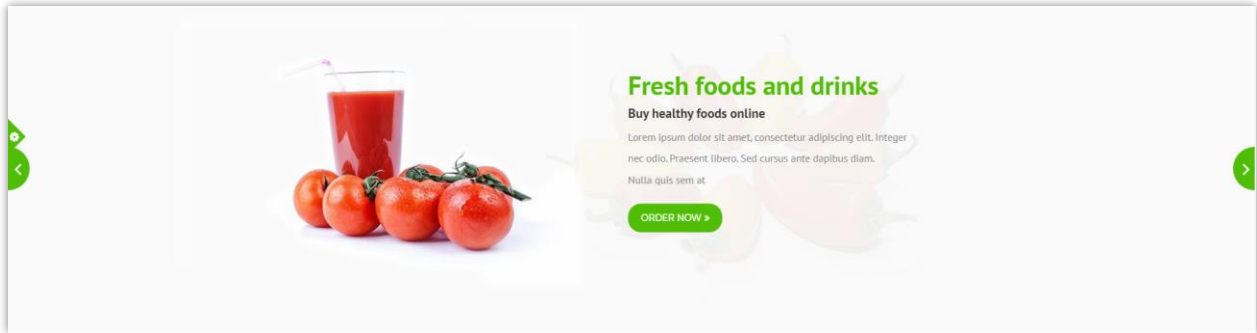 Fresh foods and drinks
Buy healthy foods online
Lorem ipsum dolor sit amet, consectetur adipiscing elit. Integer
nec odio. Praesent libero. Sed cursus ante dapibus diam.
Nulla quis sem at
ORDER NOW »